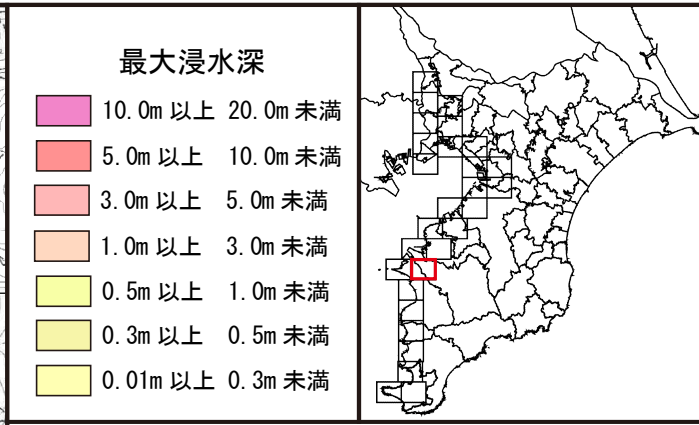 最大浸水深
10.0m 以上 20.0m 未満
5.0m 以上 10.0m 未満
3.0m 以上 5.0m 未満
1.0m 以上 3.0m 未満
0.5m 以上 1.0m 未満
0.3m 以上 0.5m 未満
0.01m 以上 0.3m 未満